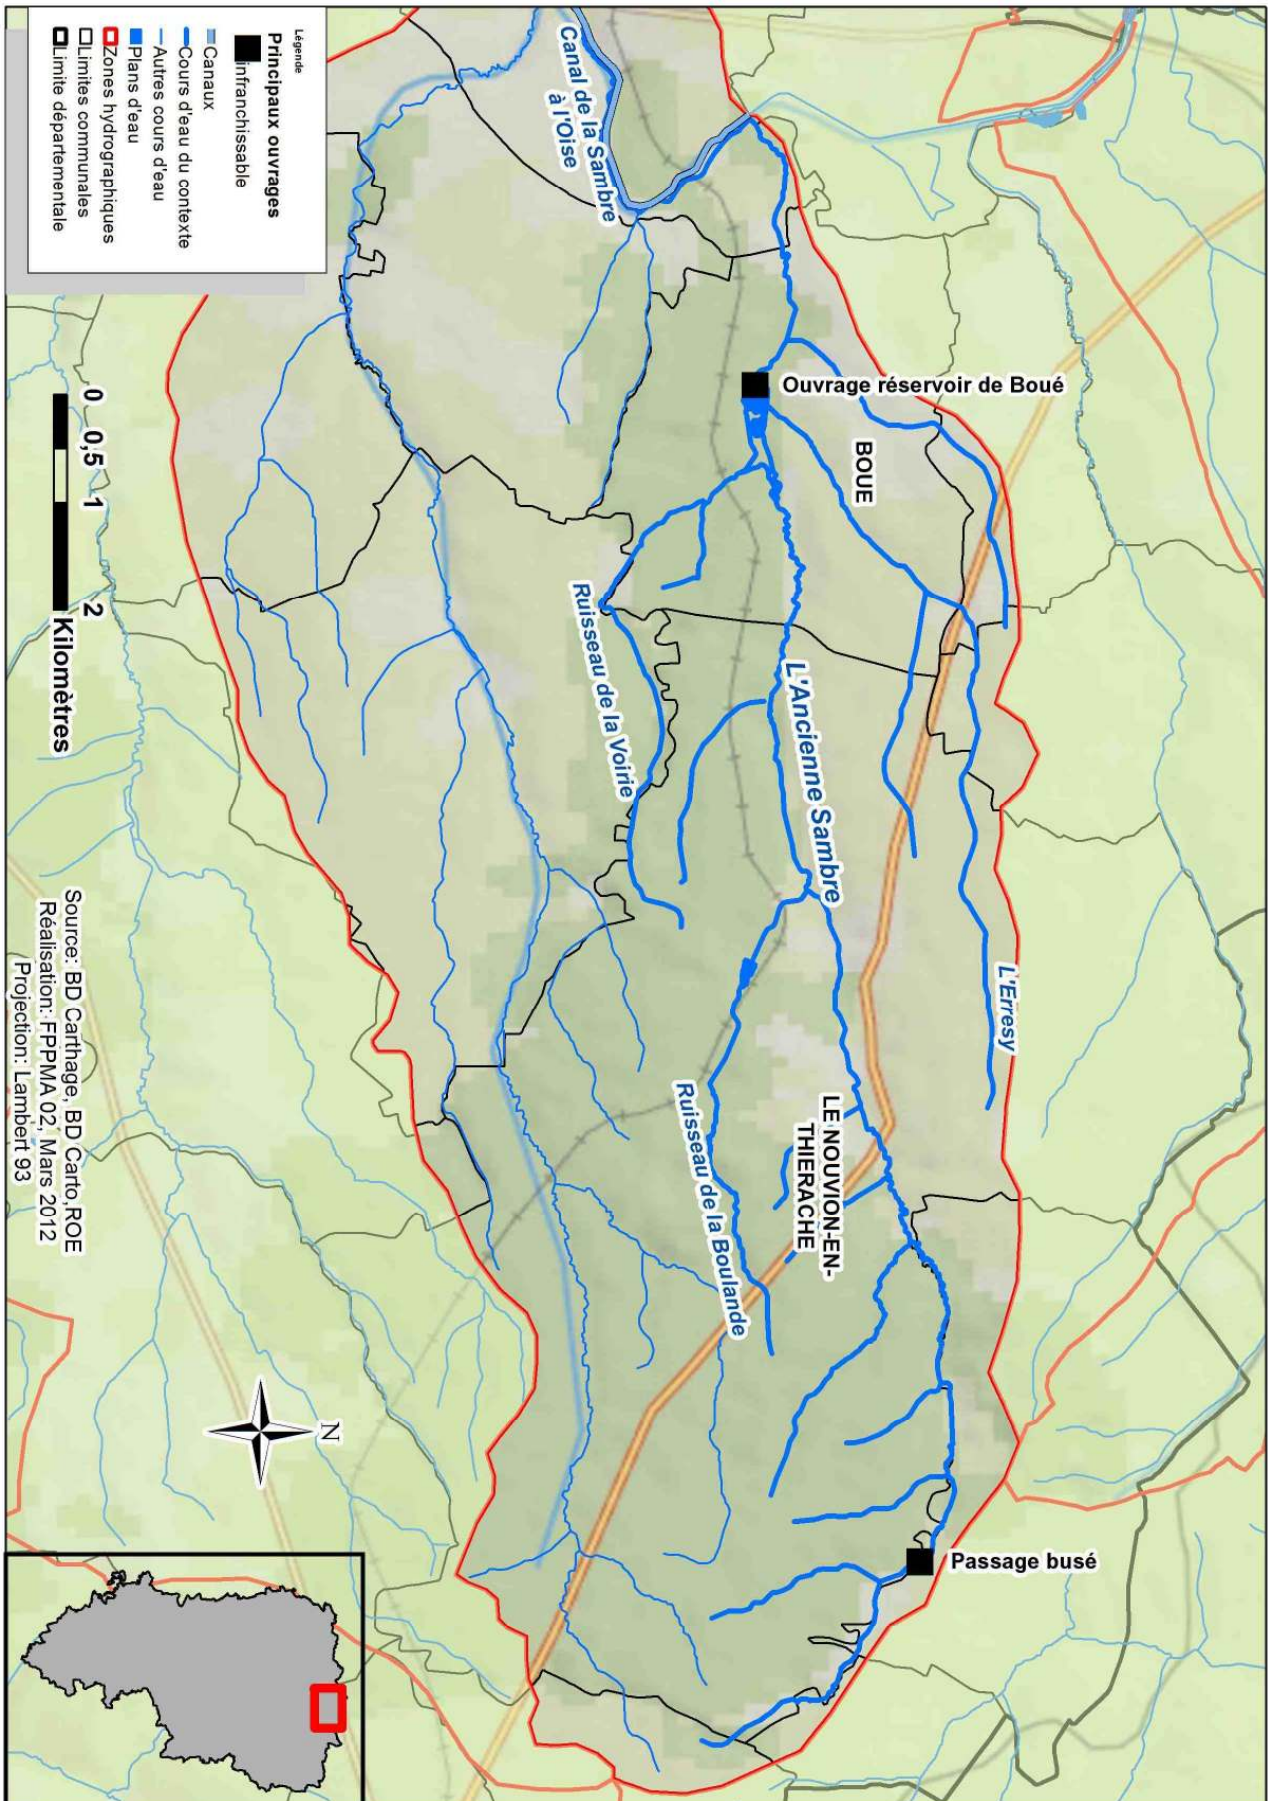 Légende
Principaux ouvrages
infranchissable
Canaux
Cours d'eau du contexte
Autres cours d'eau
Plans d'eau
Zones hydrographiques
Limites communales
Limite départementale
Canal de la Sambre
à l'Oise
Ouvrage réservoir de Boué
BOUE
Ruisseau de la Voirie
L'Ancienne Sambre
L'Erresy
LE NOUVION-EN-
THIERACHE
Ruisseau de la Boulande
Passage busé
0 0,5 1 2
Kilomètres
Source: BD Carthage, BD Carto,ROE
Réalisation: FPPMA 02, Mars 2012
Projection: Lambert 93
N